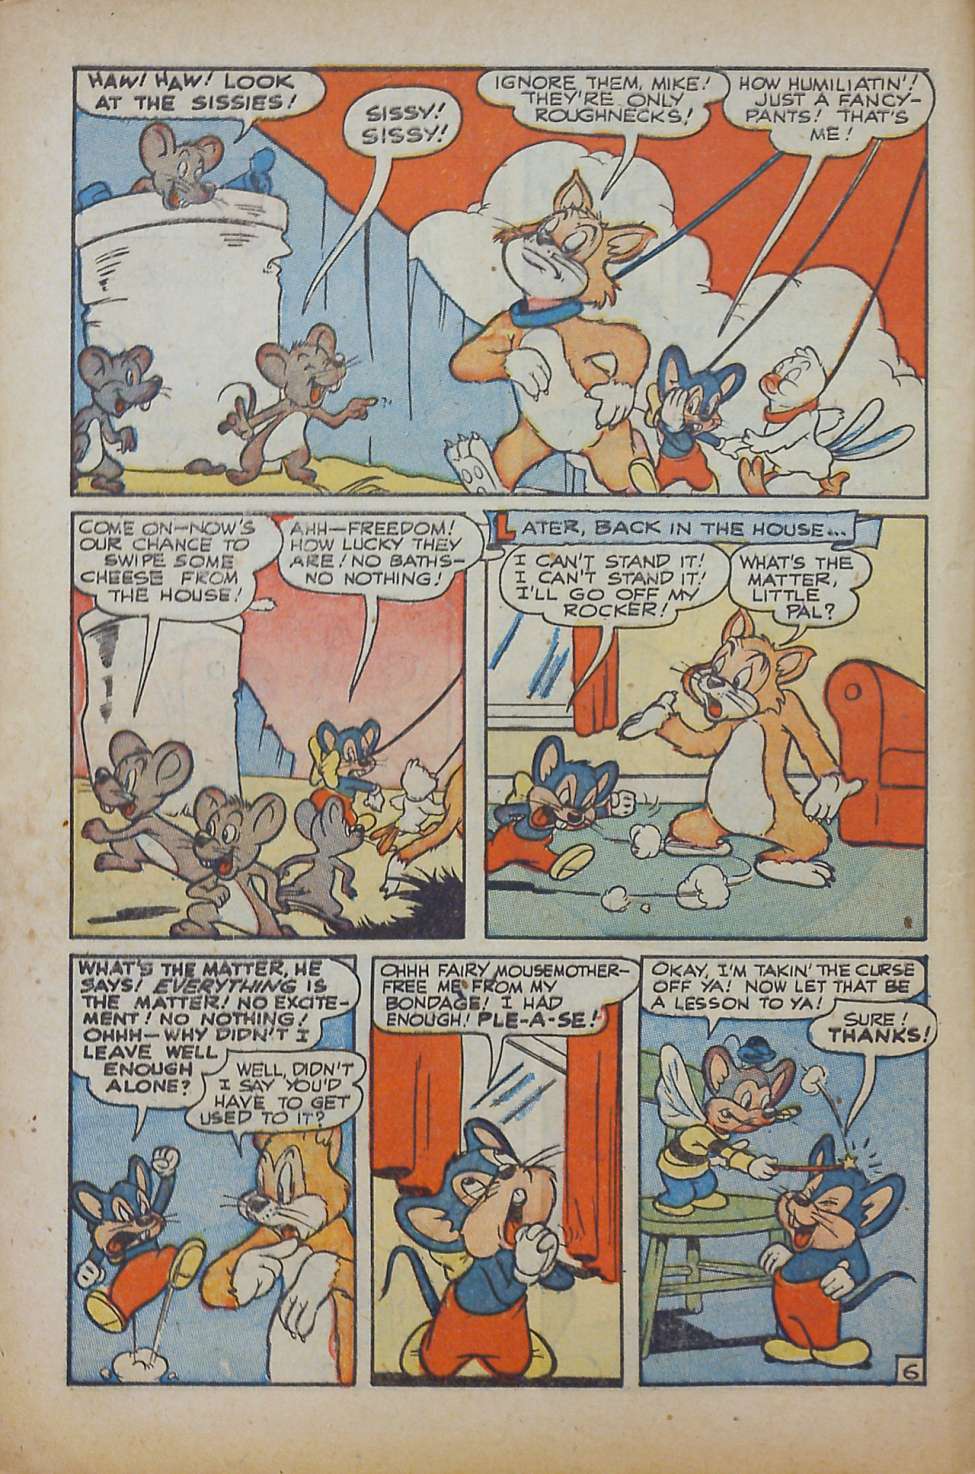 HAW! HAW! LOOK
AT THE SISSIES!
SISSY!
SISSY!
IGNORE THEM, MIKE!
THEY'RE ONLY
ROUGHNECKS!
HOW HUMILIATIN'!
JUST A FANCY-
PANTS! THAT'S
ME!
COME ON—NOW'S
OUR CHANCE TO
SWIPE SOME
CHEESE FROM
THE HOUSE!
AHH—FREEDOM!
HOW LUCKY THEY
ARE! NO BATHS—
NO NOTHING!
LATER, BACK IN THE HOUSE...
I CAN'T STAND IT!
I CAN'T STAND IT!
I'LL GO OFF MY
ROCKER!
WHAT'S THE
MATTER,
LITTLE
PAL?
WHAT'S THE MATTER, HE
SAYS! EVERYTHING IS
THE MATTER! NO EXCITE-
MENT! NO NOTHING!
OHHH—WHY DIDN'T I
LEAVE WELL
ENOUGH
ALONE?
WELL, DIDN'T
I SAY YOU'D
HAVE TO GET
USED TO IT?
OHHH FAIRY MOUSEMOTHER—
FREE ME FROM MY
BONDAGE! I HAD
ENOUGH! PLE-A-SE!
OKAY, I'M TAKIN' THE CURSE
OFF YA! NOW LET THAT BE
A LESSON TO YA!
SURE!
THANKS!
6